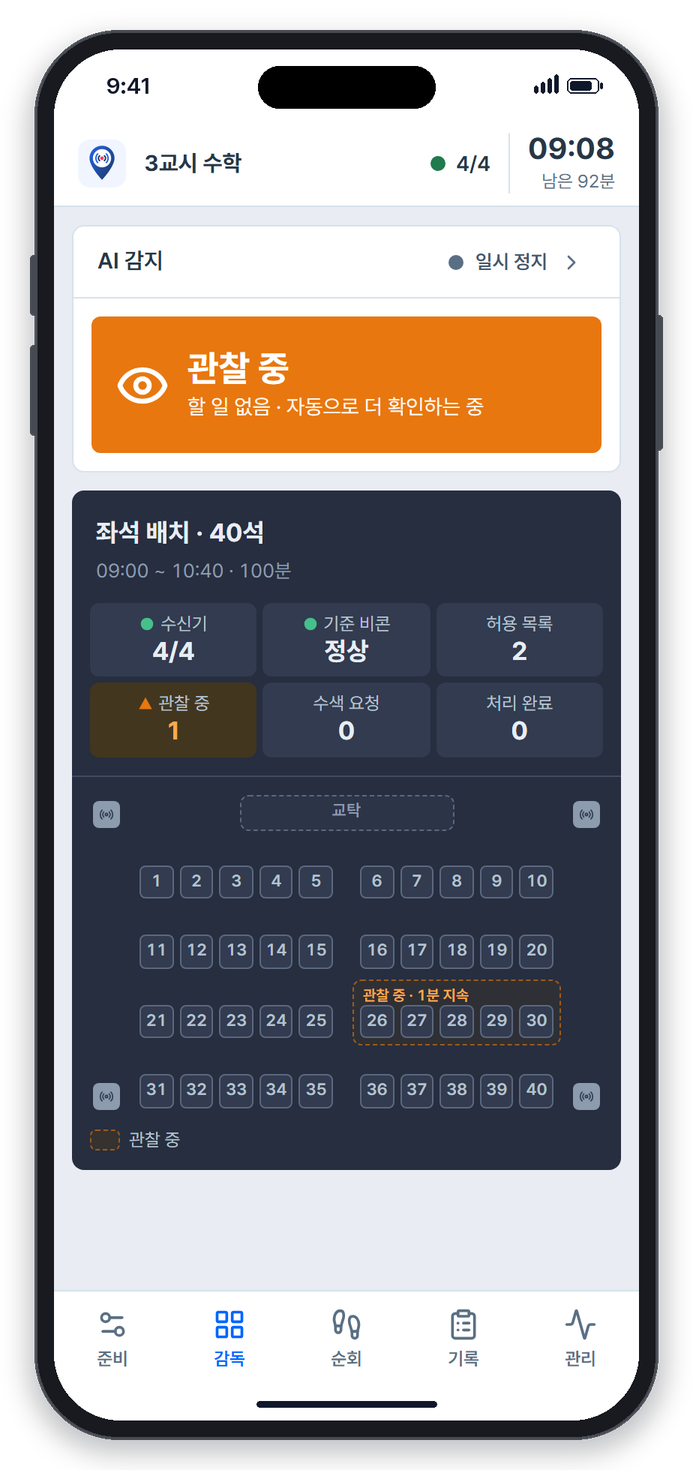 9:41
3교시 수학
4/4
09:08
남은 92분
AI 감지
일시 정지
관찰 중
할 일 없음 · 자동으로 더 확인하는 중
좌석 배치 · 40석
09:00 ~ 10:40 · 100분
수신기
4/4
기준 비콘
정상
허용 목록
2
관찰 중
1
수색 요청
0
처리 완료
0
교탁
1 2 3 4 5 6 7 8 9 10
11 12 13 14 15 16 17 18 19 20
관찰 중 · 1분 지속
21 22 23 24 25 26 27 28 29 30
31 32 33 34 35 36 37 38 39 40
관찰 중
준비 감독 순회 기록 관리